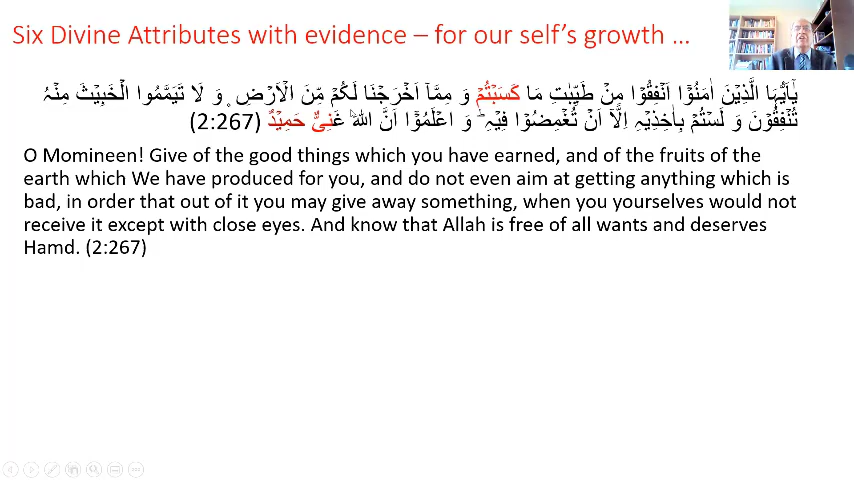 Six Divine Attributes with evidence – for our self’s growth …
يٰۤاَيُّهَا الَّذِيْنَ اٰمَنُوْۤا اَنْفِقُوْا مِنْ طَيِّبٰتِ مَا كَسَبْتُمْ وَ مِمَّاۤ اَخْرَجْنَا لَكُمْ مِّنَ الْاَرْضِ ۪ وَ لَا تَيَمَّمُوا الْخَبِيْثَ مِنْهُ
تُنْفِقُوْنَ وَ لَسْتُمْ بِاٰخِذِيْهِ اِلَّاۤ اَنْ تُغْمِضُوْا فِيْهِ ؕ وَ اعْلَمُوْۤا اَنَّ اللّٰهَ غَنِیٌّ حَمِيْدٌ (2:267)
O Momineen! Give of the good things which you have earned, and of the fruits of the
earth which We have produced for you, and do not even aim at getting anything which is
bad, in order that out of it you may give away something, when you yourselves would not
receive it except with close eyes. And know that Allah is free of all wants and deserves
Hamd. (2:267)